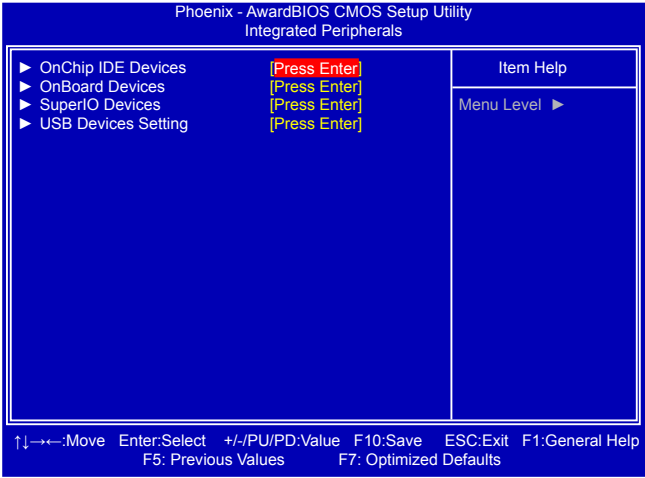 Phoenix - AwardBIOS CMOS Setup Utility
Integrated Peripherals
► OnChip IDE Devices [Press Enter]
► OnBoard Devices [Press Enter]
► SuperIO Devices [Press Enter]
► USB Devices Setting [Press Enter]
Item Help
Menu Level ►
↑↓→←:Move Enter:Select +/-/PU/PD:Value F10:Save ESC:Exit F1:General Help
F5: Previous Values F7: Optimized Defaults